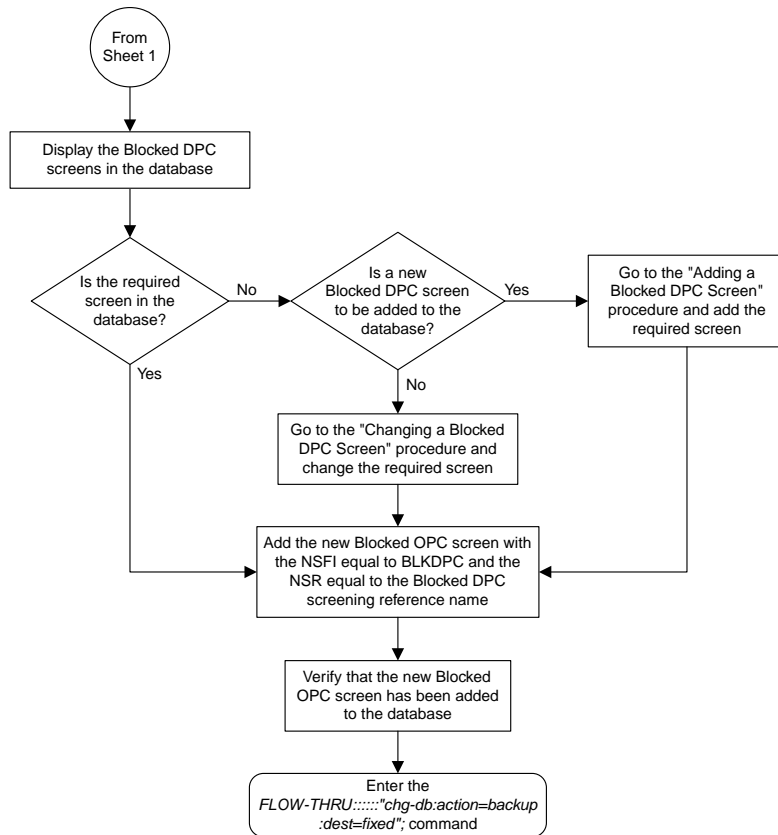 From
Sheet 1
Display the Blocked DPC
screens in the database
Is the required
screen in the
database?
No
Is a new
Blocked DPC screen
to be added to the
database?
Yes
Go to the "Adding a
Blocked DPC Screen"
procedure and add the
required screen
Yes
No
Go to the "Changing a Blocked
DPC Screen" procedure and
change the required screen
Add the new Blocked OPC screen with
the NSFI equal to BLKDPC and the
NSR equal to the Blocked DPC
screening reference name
Verify that the new Blocked
OPC screen has been added
to the database
Enter the
FLOW-THRU::::::"chg-db:action=backup
:dest=fixed"; command